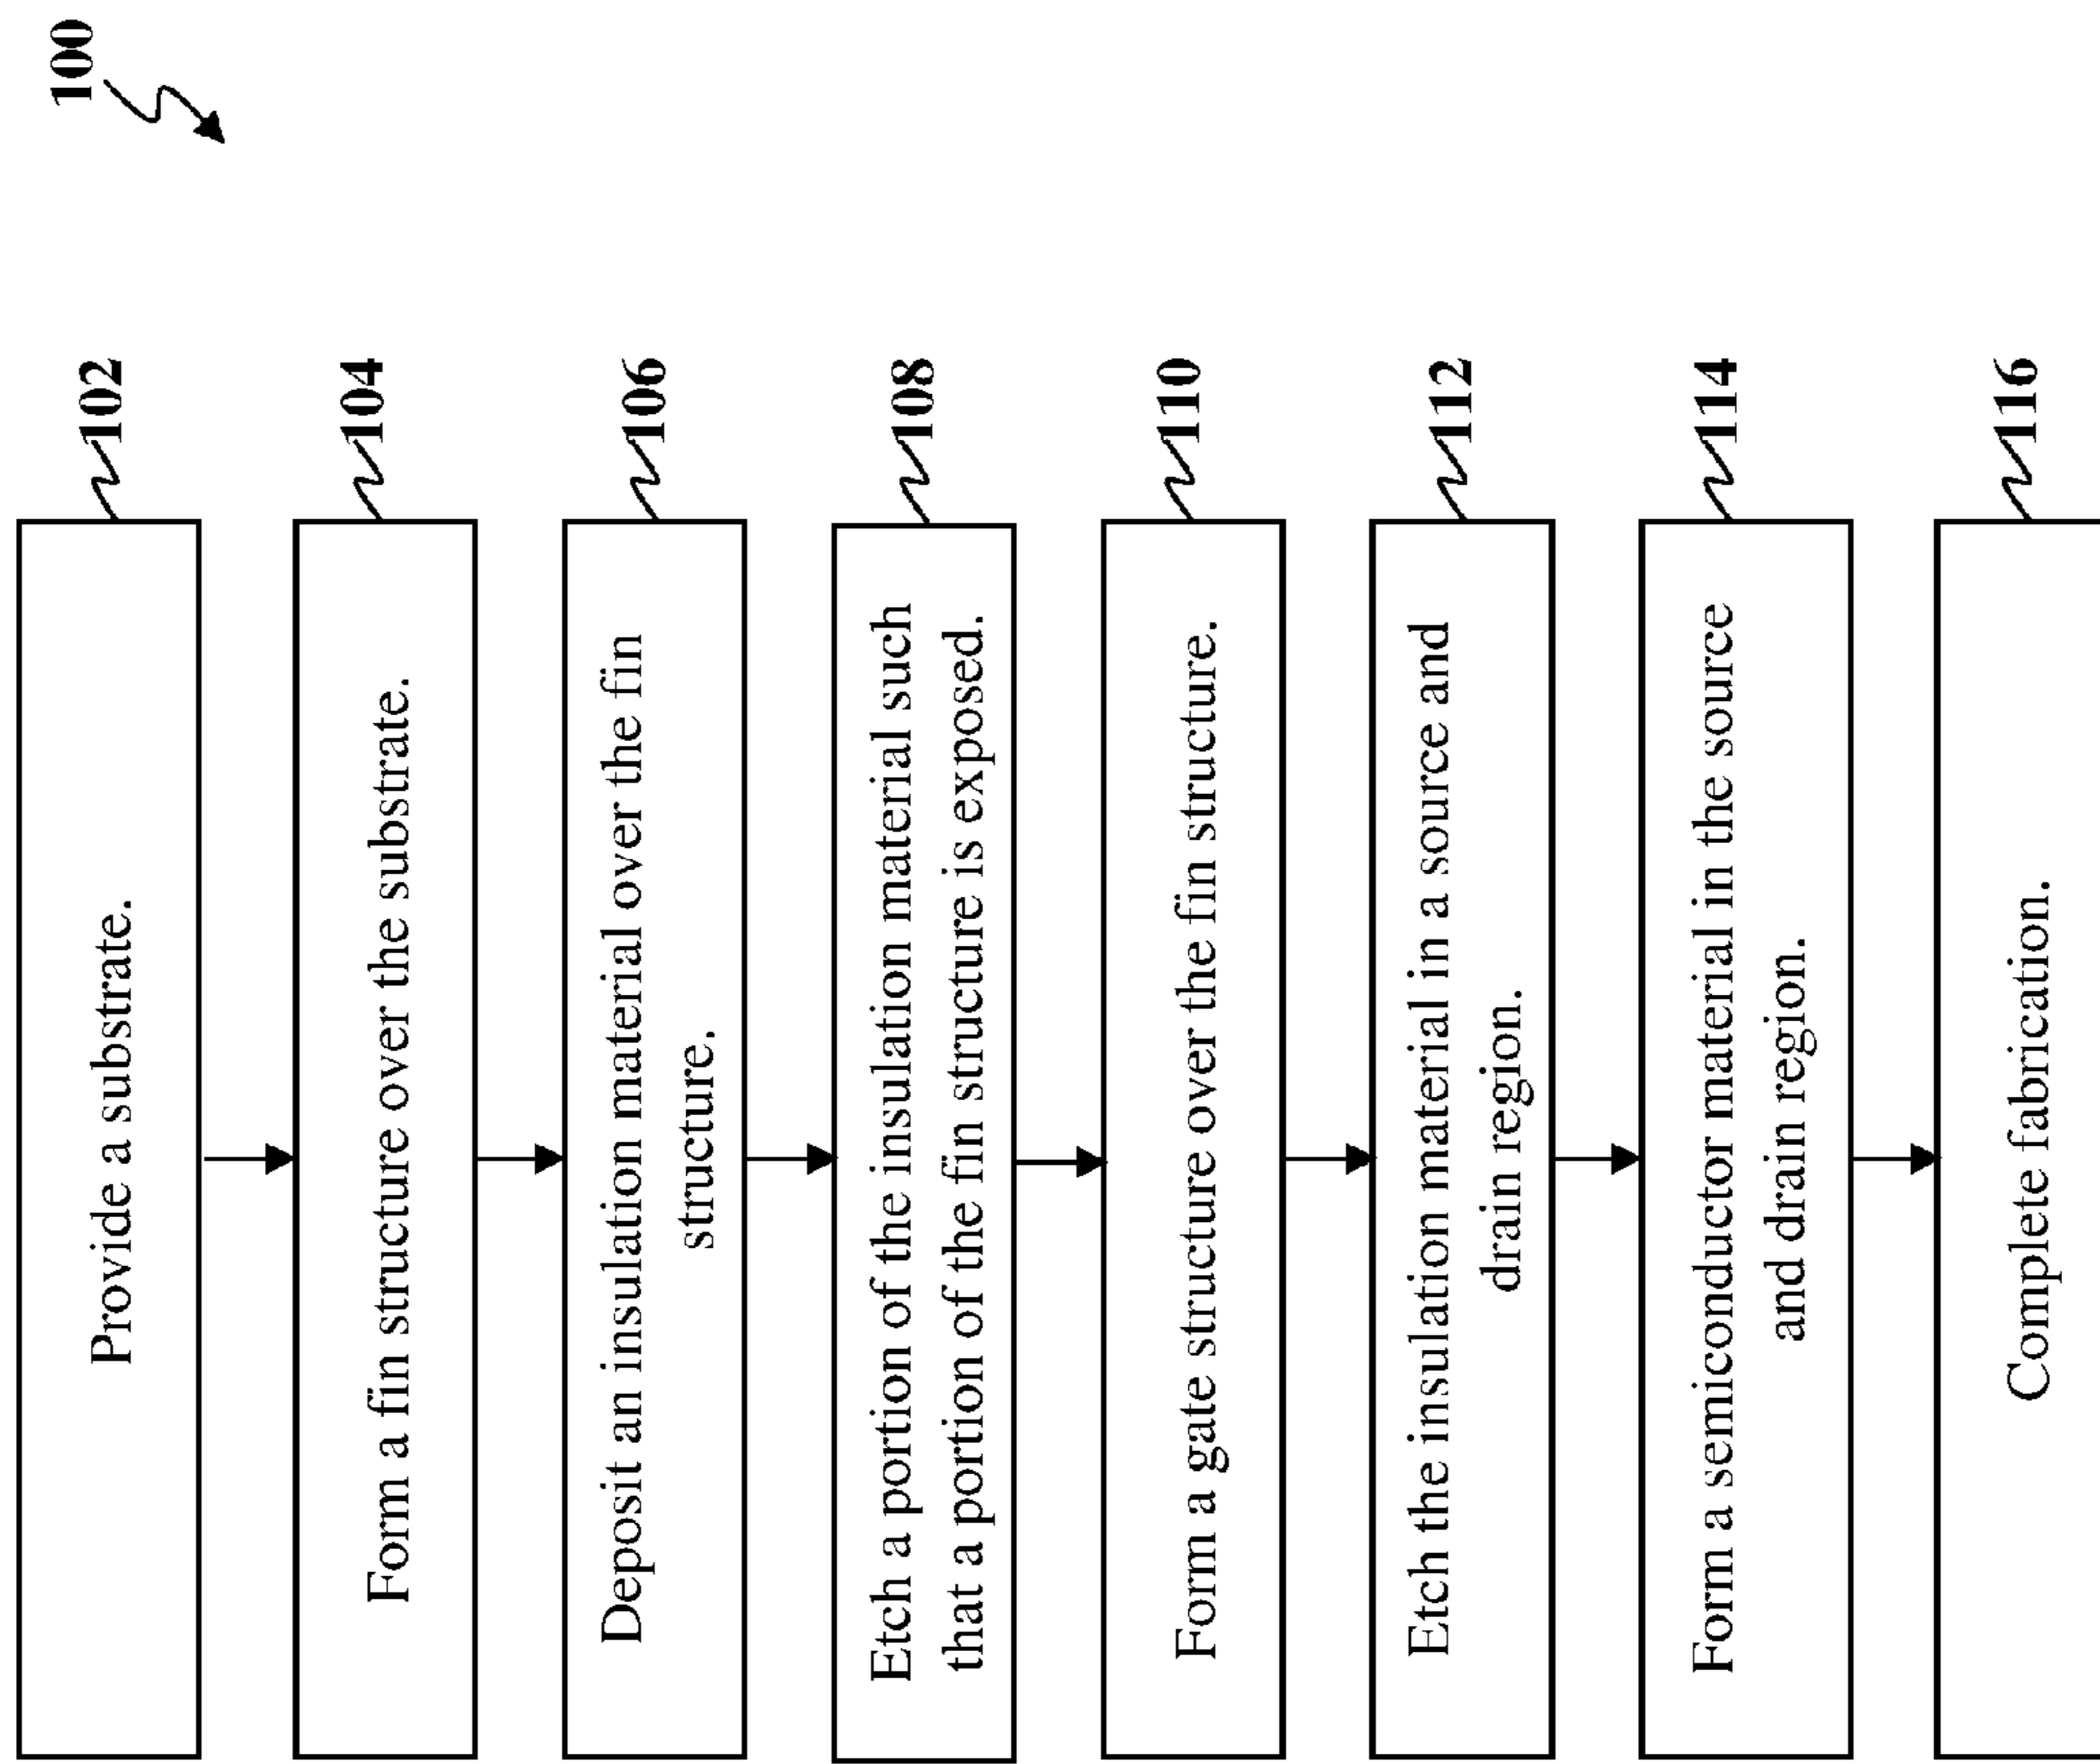 100
Provide a substrate.
102
Form a fin structure over the substrate.
104
Deposit an insulation material over the fin
structure.
106
Etch a portion of the insulation material such
that a portion of the fin structure is exposed.
108
Form a gate structure over the fin structure.
110
Etch the insulation material in a source and
drain region.
112
Form a semiconductor material in the source
and drain region.
114
Complete fabrication.
116